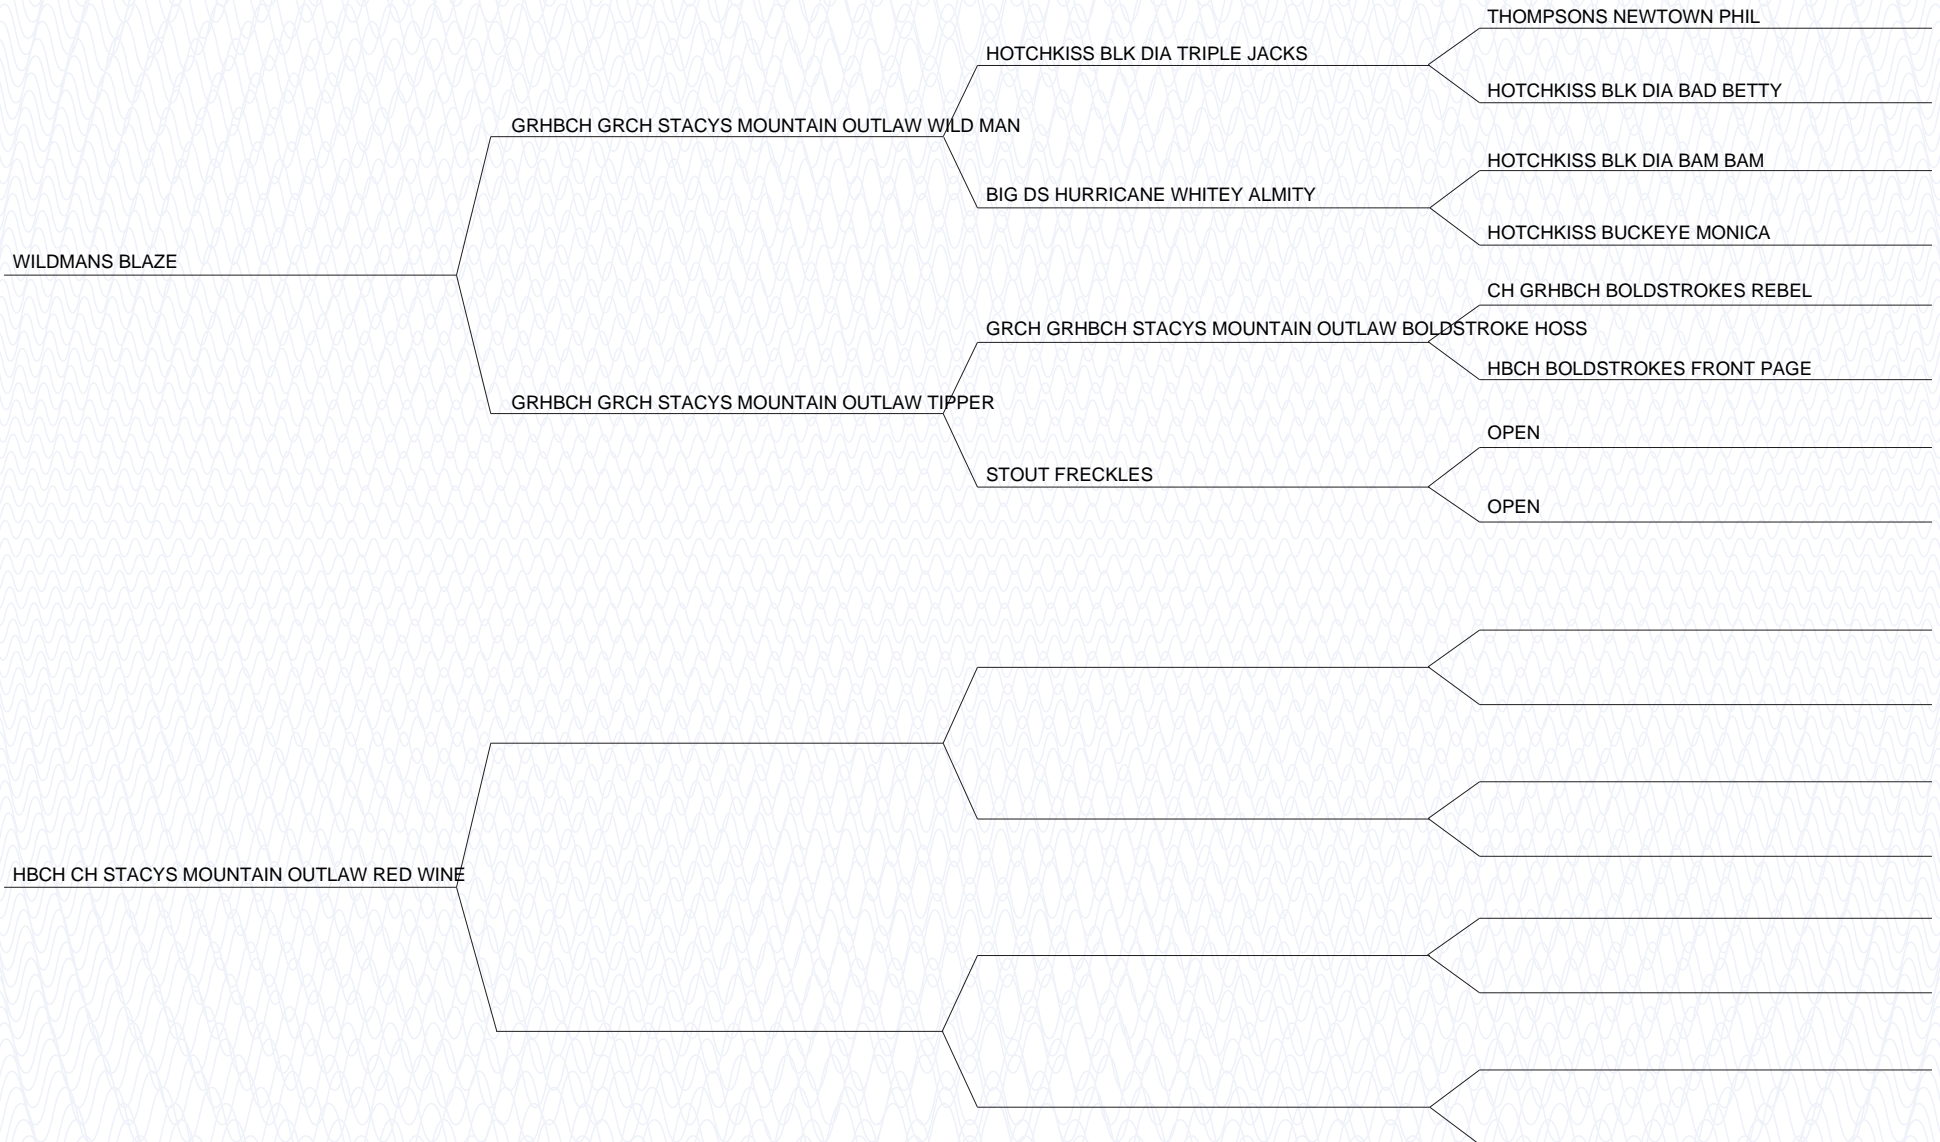 THOMPSONS NEWTOWN PHIL
HOTCHKISS BLK DIA TRIPLE JACKS
HOTCHKISS BLK DIA BAD BETTY
GRHBCH GRCH STACYS MOUNTAIN OUTLAW WILD MAN
HOTCHKISS BLK DIA BAM BAM
BIG DS HURRICANE WHITEY ALMITY
HOTCHKISS BUCKEYE MONICA
WILDMANS BLAZE
CH GRHBCH BOLDSTROKES REBEL
GRCH GRHBCH STACYS MOUNTAIN OUTLAW BOLDSTROKE HOSS
HBCH BOLDSTROKES FRONT PAGE
GRHBCH GRCH STACYS MOUNTAIN OUTLAW TIPPER
OPEN
STOUT FRECKLES
OPEN
HBCH CH STACYS MOUNTAIN OUTLAW RED WINE